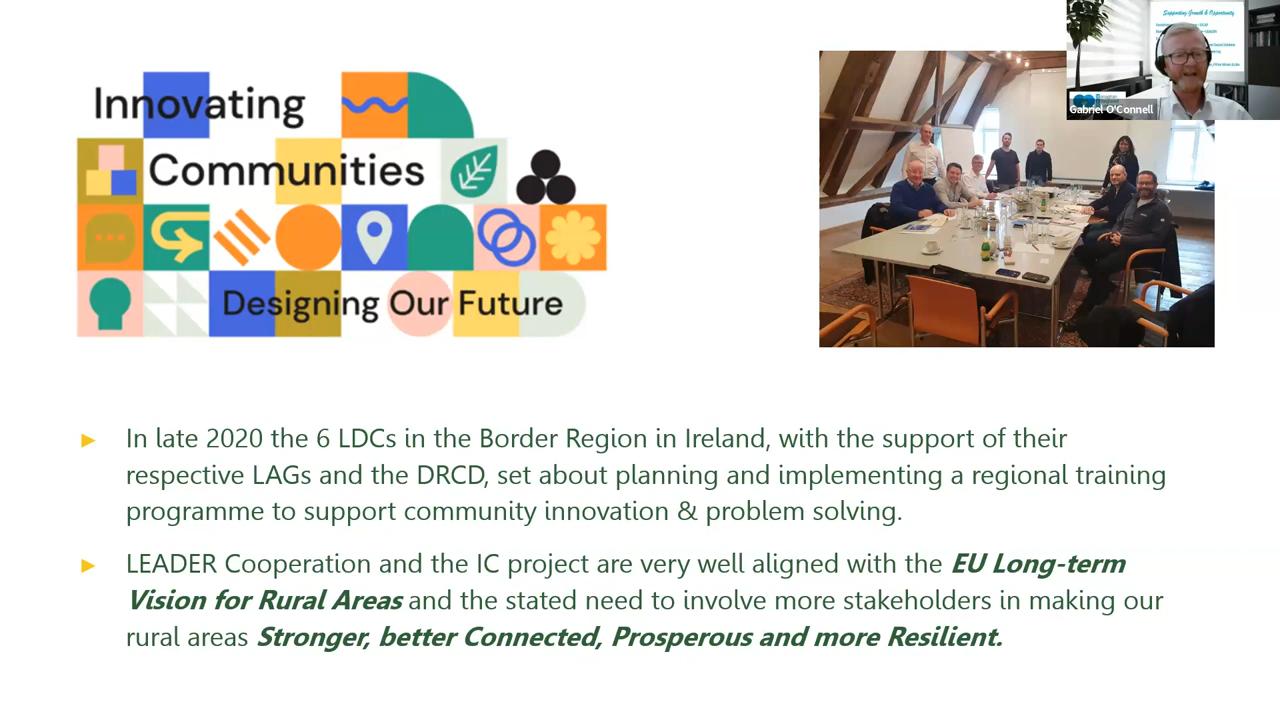 Innovating
Communities
Designing Our Future
Supporting Growth & Opportunity
Gabriel O'Connell
In late 2020 the 6 LDCs in the Border Region in Ireland, with the support of their
respective LAGs and the DRCD, set about planning and implementing a regional training
programme to support community innovation & problem solving.
LEADER Cooperation and the IC project are very well aligned with the EU Long-term
Vision for Rural Areas and the stated need to involve more stakeholders in making our
rural areas Stronger, better Connected, Prosperous and more Resilient.